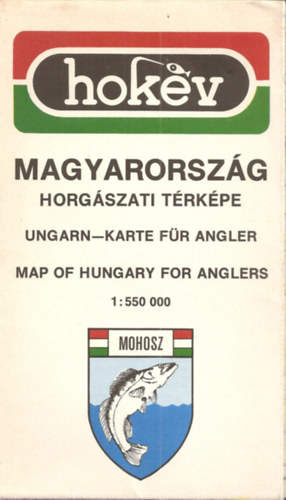 hokév
MAGYARORSZÁG
HORGÁSZATI TÉRKÉPE
UNGARN—KARTE FÜR ANGLER
MAP OF HUNGARY FOR ANGLERS
1:550 000
MOHOSZ